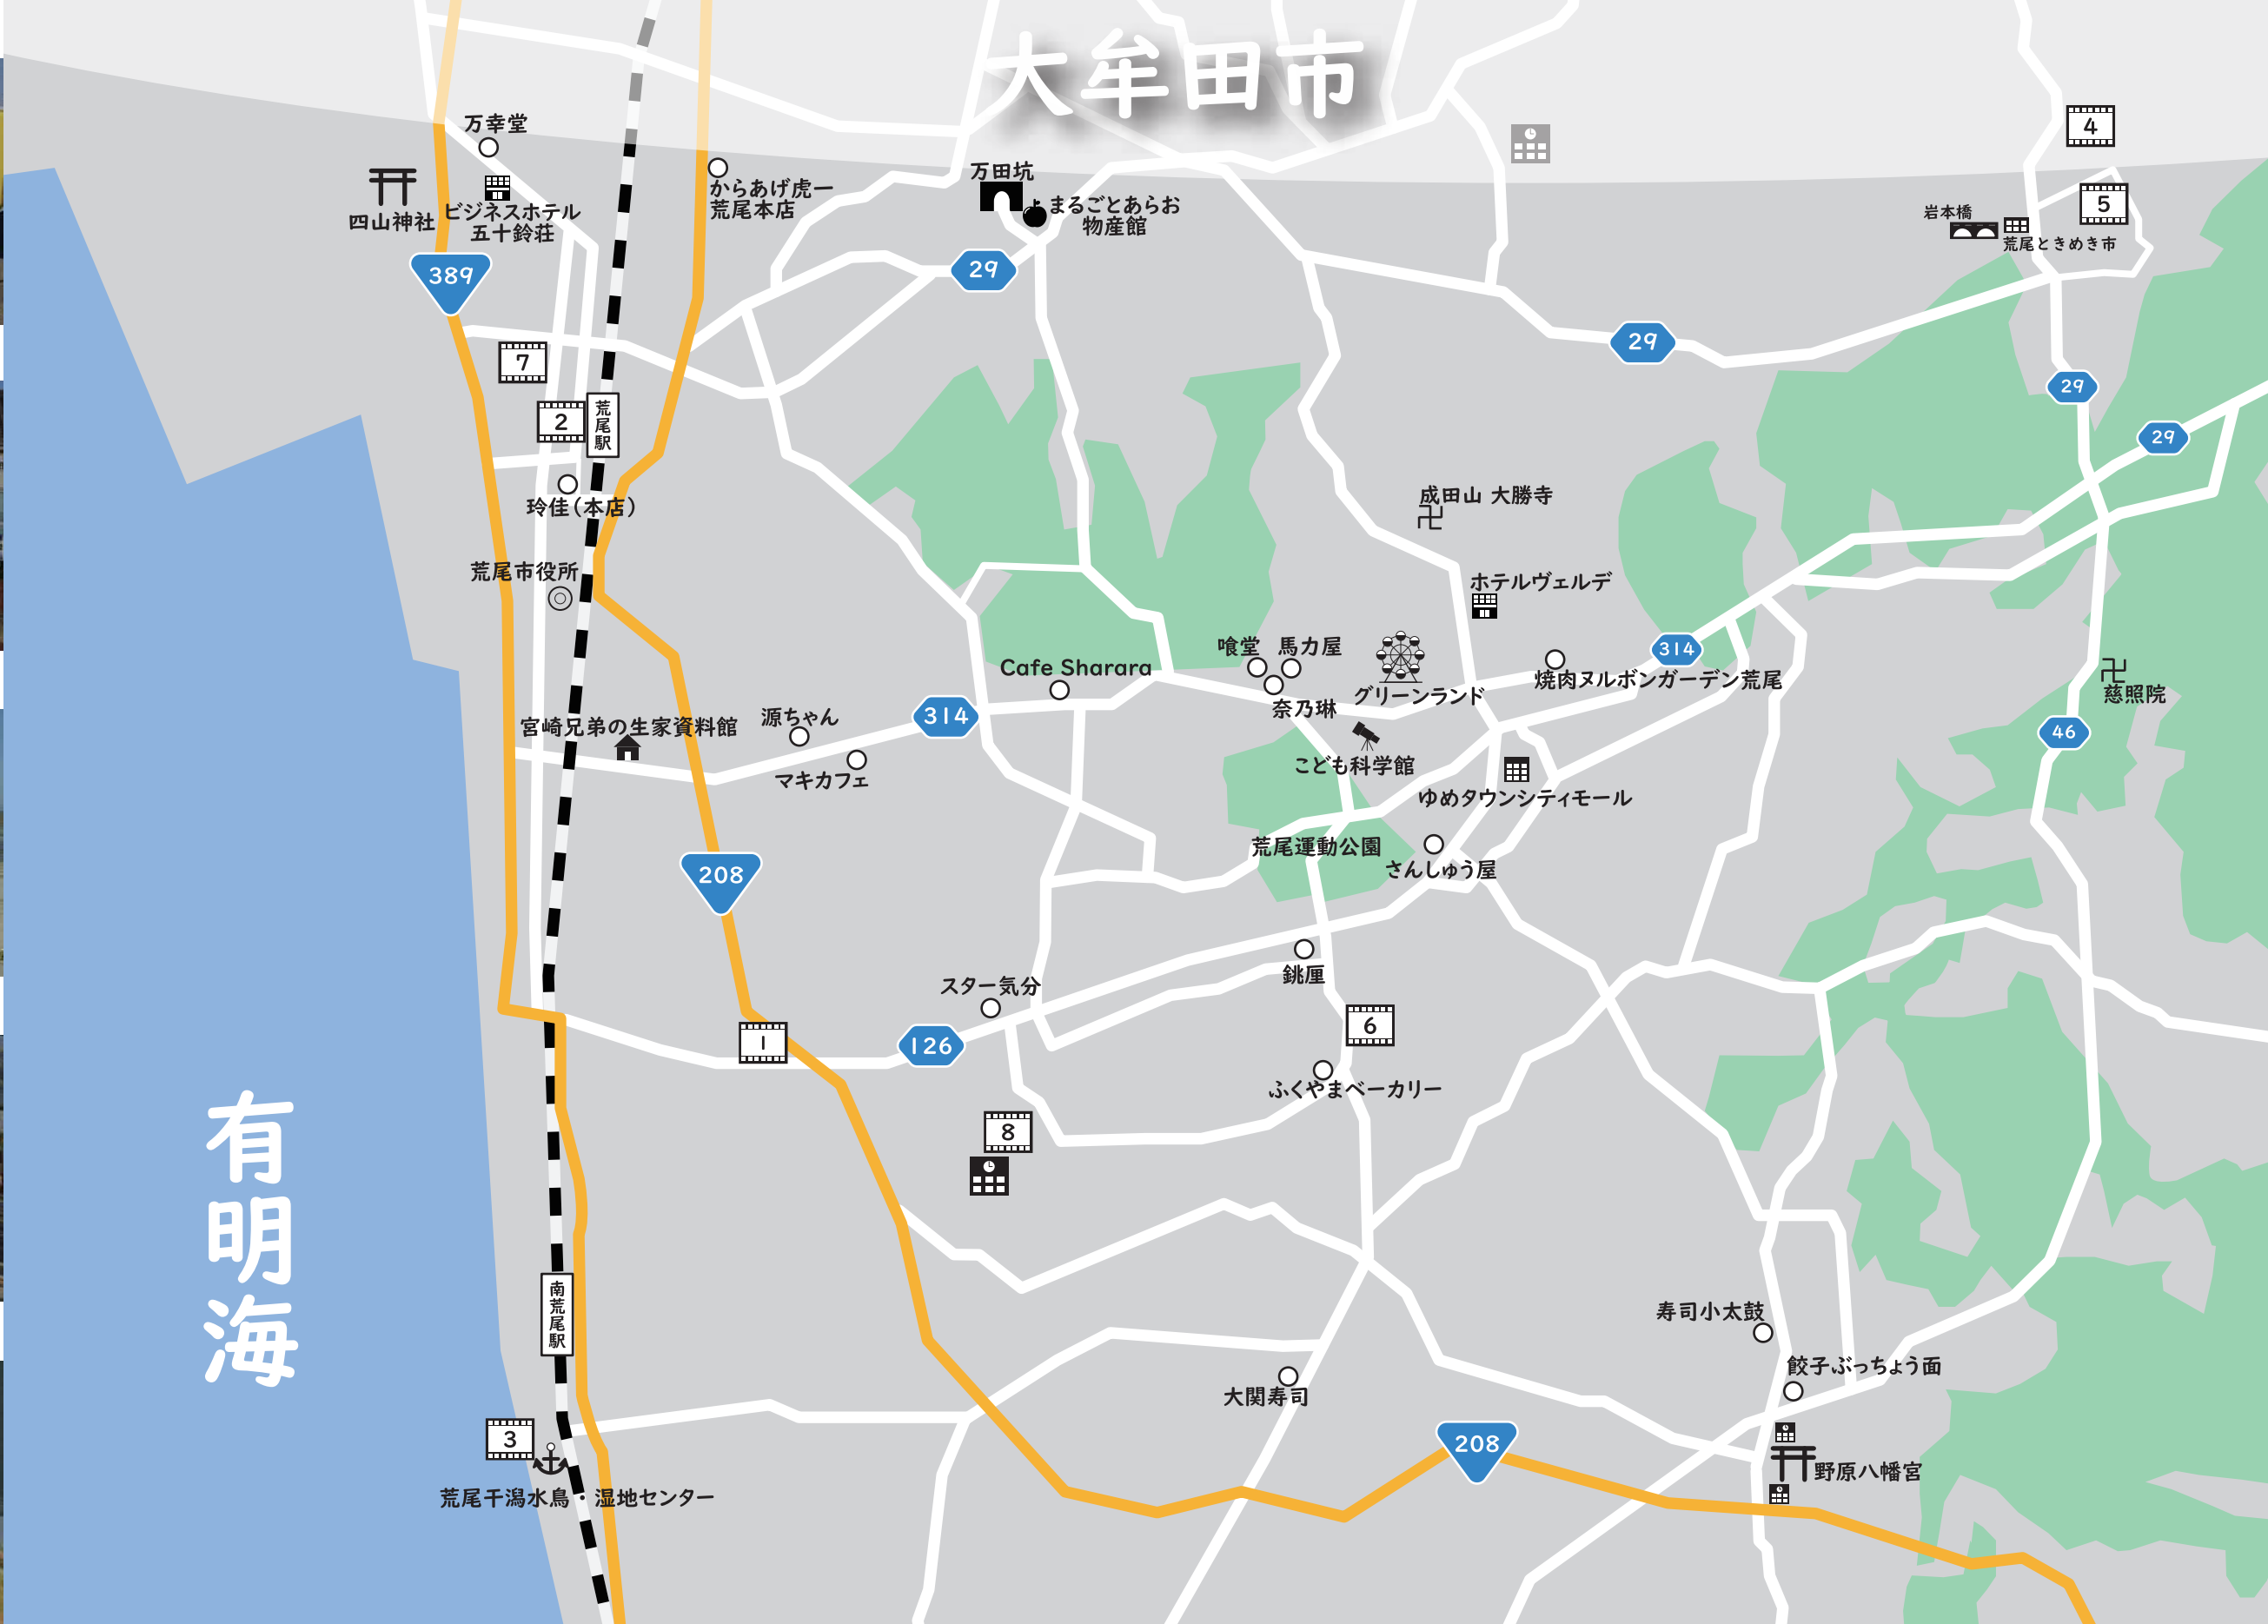 大牟田市
万幸堂
四山神社
ビジネスホテル
五十鈴荘
からあげ虎一
荒尾本店
万田坑
まるごとあらお
物産館
4
5
岩本橋
荒尾ときめき市
389
29
29
29
29
7
2
荒尾駅
玲佳（本店）
荒尾市役所
成田山 大勝寺
ホテルヴェルデ
喰堂
馬力屋
奈乃琳
グリーンランド
焼肉ヌルボンガーデン荒尾
314
Cafe Sharara
慈照院
46
宮崎兄弟の生家資料館
源ちゃん
マキカフェ
314
こども科学館
ゆめタウンシティモール
荒尾運動公園
さんしゅう屋
208
銚厘
スター気分
1
126
6
ふくやまベーカリー
8
有明海
南荒尾駅
寿司小太鼓
餃子ぶっちょう面
大関寿司
3
208
野原八幡宮
荒尾干潟水鳥・湿地センター